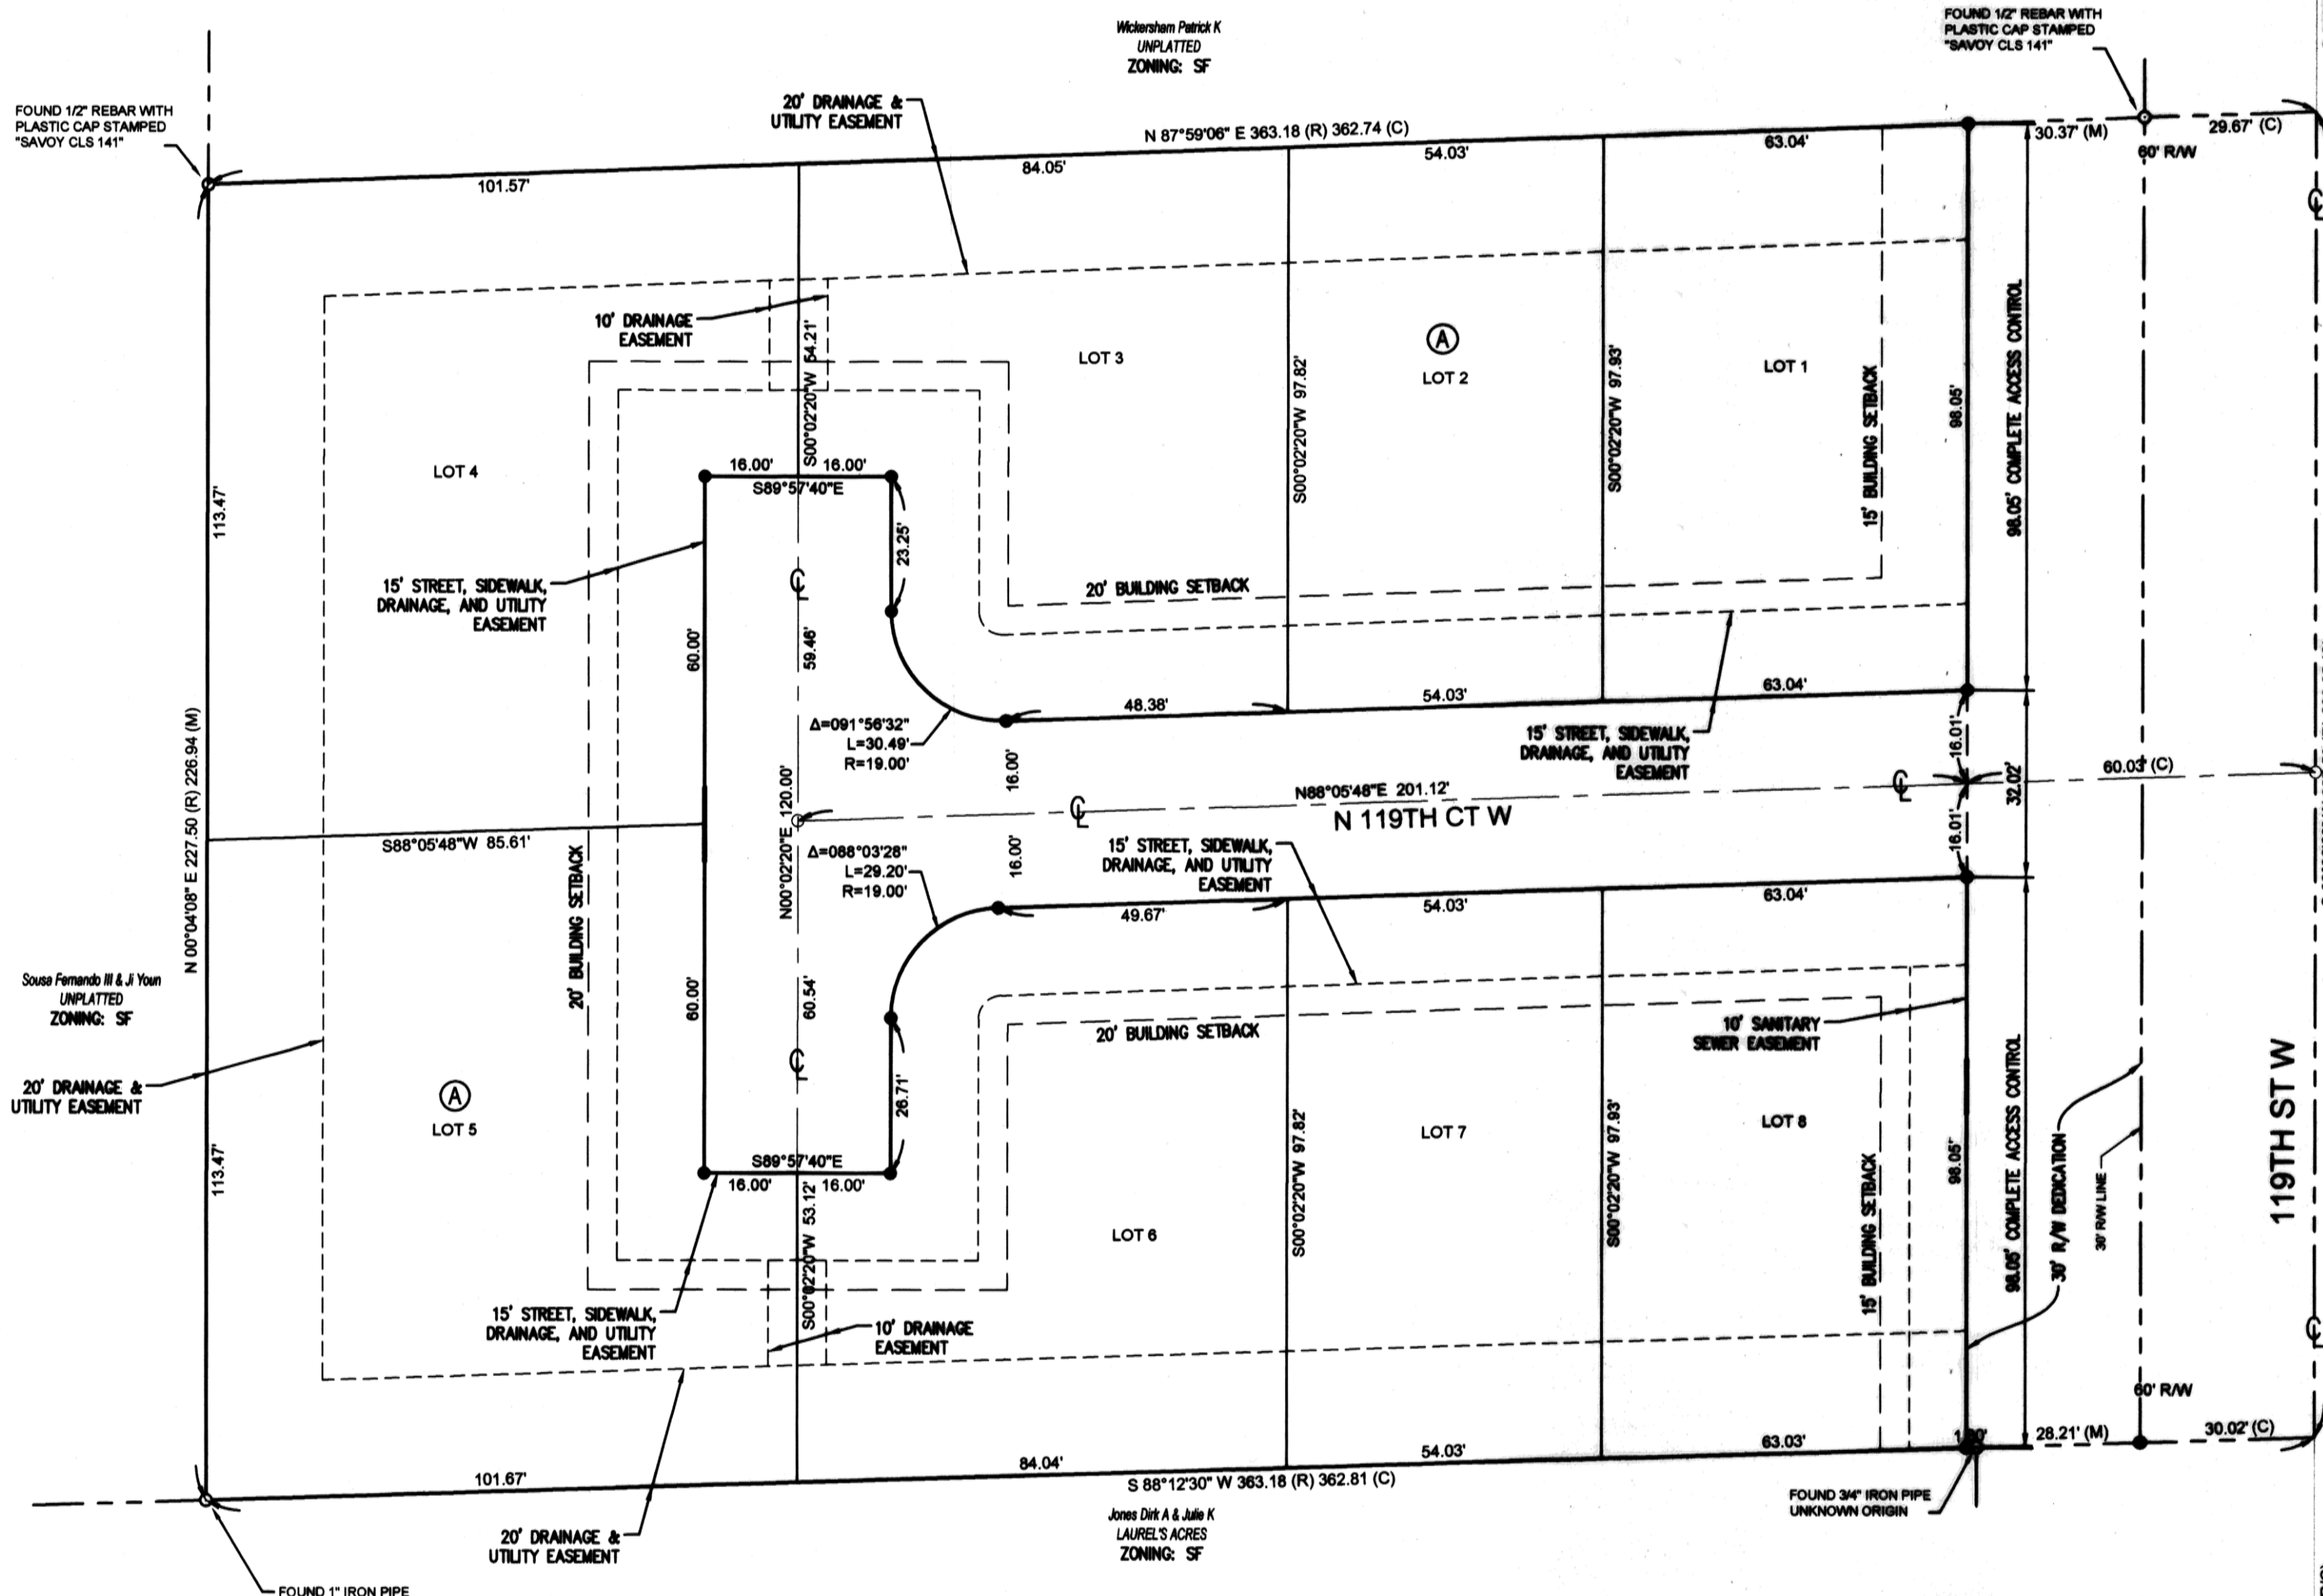 Wickersham Patrick K
UNPLATTED
ZONING: SF
FOUND 1/2" REBAR WITH
PLASTIC CAP STAMPED
"SAVOY CLS 141"
FOUND 1/2" REBAR WITH
PLASTIC CAP STAMPED
"SAVOY CLS 141"
20' DRAINAGE &
UTILITY EASEMENT
N 87°59'06" E 363.18 (R) 362.74 (C)
101.57'
84.05'
54.03'
63.04'
30.37' (M)
29.67' (C)
60' R/W
10' DRAINAGE
EASEMENT
S00°02'20"W 54.21'
LOT 3
A
LOT 2
LOT 1
S00°02'20"W 97.82'
S00°02'20"W 97.93'
15' BUILDING SETBACK
98.05'
98.05' COMPLETE ACCESS CONTROL
LOT 4
113.47'
16.00'
16.00'
S89°57'40"E
23.25'
15' STREET, SIDEWALK,
DRAINAGE, AND UTILITY
EASEMENT
60.00'
59.46'
20' BUILDING SETBACK
48.38'
54.03'
63.04'
Δ=091°56'32"
L=30.49'
R=19.00'
16.00'
15' STREET, SIDEWALK,
DRAINAGE, AND UTILITY
EASEMENT
16.01'
32.02'
60.03' (C)
N 00°04'08" E 227.50 (R) 226.94 (M)
N00°02'20"E 120.00'
N88°05'48"E 201.12'
N 119TH CT W
S88°05'48"W 85.61'
Δ=088°03'28"
L=29.20'
R=19.00'
16.00'
16.01'
15' STREET, SIDEWALK,
DRAINAGE, AND UTILITY
EASEMENT
49.67'
54.03'
63.04'
20' BUILDING SETBACK
Sousa Fernando III & Ji Youn
UNPLATTED
ZONING: SF
60.00'
60.54'
20' BUILDING SETBACK
10' SANITARY
SEWER EASEMENT
20' DRAINAGE &
UTILITY EASEMENT
A
LOT 5
26.71'
LOT 7
LOT 8
113.47'
S89°57'40"E
16.00'
16.00'
S00°02'20"W 53.12'
LOT 6
S00°02'20"W 97.82'
S00°02'20"W 97.93'
15' BUILDING SETBACK
98.05'
98.05' COMPLETE ACCESS CONTROL
30' R/W DEDICATION
30' R/W LINE
119TH ST W
15' STREET, SIDEWALK,
DRAINAGE, AND UTILITY
EASEMENT
10' DRAINAGE
EASEMENT
60' R/W
101.67'
84.04'
54.03'
63.03'
28.21' (M)
30.02' (C)
S 88°12'30" W 363.18 (R) 362.81 (C)
Jones Dirk A & Julie K
LAUREL'S ACRES
ZONING: SF
FOUND 3/4" IRON PIPE
UNKNOWN ORIGIN
20' DRAINAGE &
UTILITY EASEMENT
FOUND 1" IRON PIPE